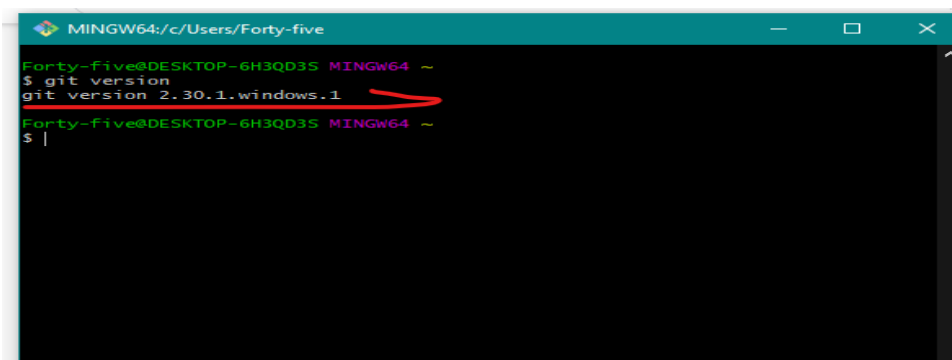 MINGW64:/c/Users/Forty-five
Forty-five@DESKTOP-6H3QD3S MINGW64 ~
$ git version
git version 2.30.1.windows.1
Forty-five@DESKTOP-6H3QD3S MINGW64 ~
$